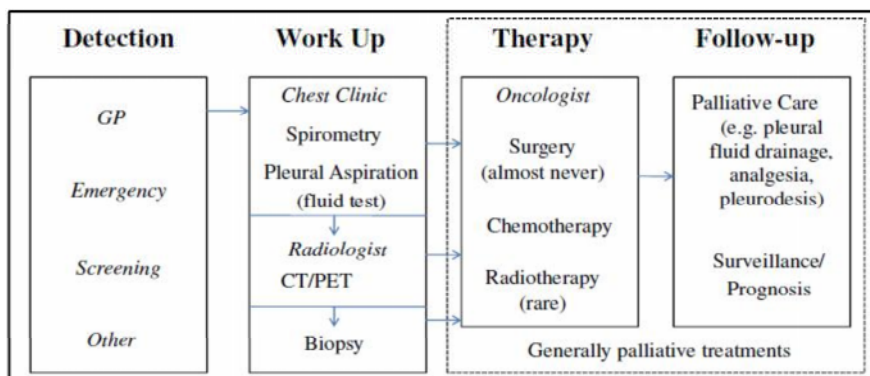 Detection
GP
Emergency
Screening
Other
Work Up
Chest Clinic
Spirometry
Pleural Aspiration
(fluid test)
Radiologist
CT/PET
Biopsy
Therapy
Oncologist
Surgery
(almost never)
Chemotherapy
Radiotherapy
(rare)
Follow-up
Palliative Care
(e.g. pleural
fluid drainage,
analgesia,
pleurodesis)
Surveillance/
Prognosis
Generally palliative treatments